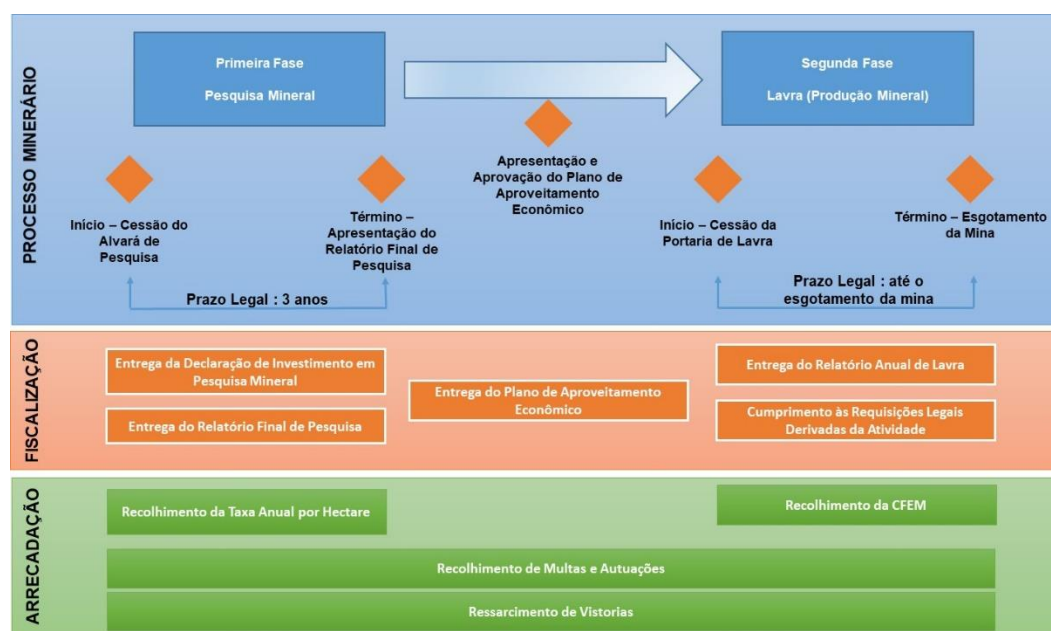 PROCESSO MINERÁRIO
Primeira Fase
Pesquisa Mineral
Segunda Fase
Lavra (Produção Mineral)
Apresentação e
Aprovação do Plano de
Aproveitamento
Econômico
Início – Cessão do
Alvará de
Pesquisa
Término –
Apresentação do
Relatório Final de
Pesquisa
Início – Cessão da
Portaria de Lavra
Término – Esgotamento
da Mina
Prazo Legal : 3 anos
Prazo Legal : até o
esgotamento da mina
FISCALIZAÇÃO
Entrega da Declaração de Investimento em
Pesquisa Mineral
Entrega do Relatório Final de Pesquisa
Entrega do Plano de Aproveitamento
Econômico
Entrega do Relatório Anual de Lavra
Cumprimento às Requisições Legais
Derivadas da Atividade
ARRECADAÇÃO
Recolhimento da Taxa Anual por Hectare
Recolhimento da CFEM
Recolhimento de Multas e Autuações
Ressarcimento de Vistorias